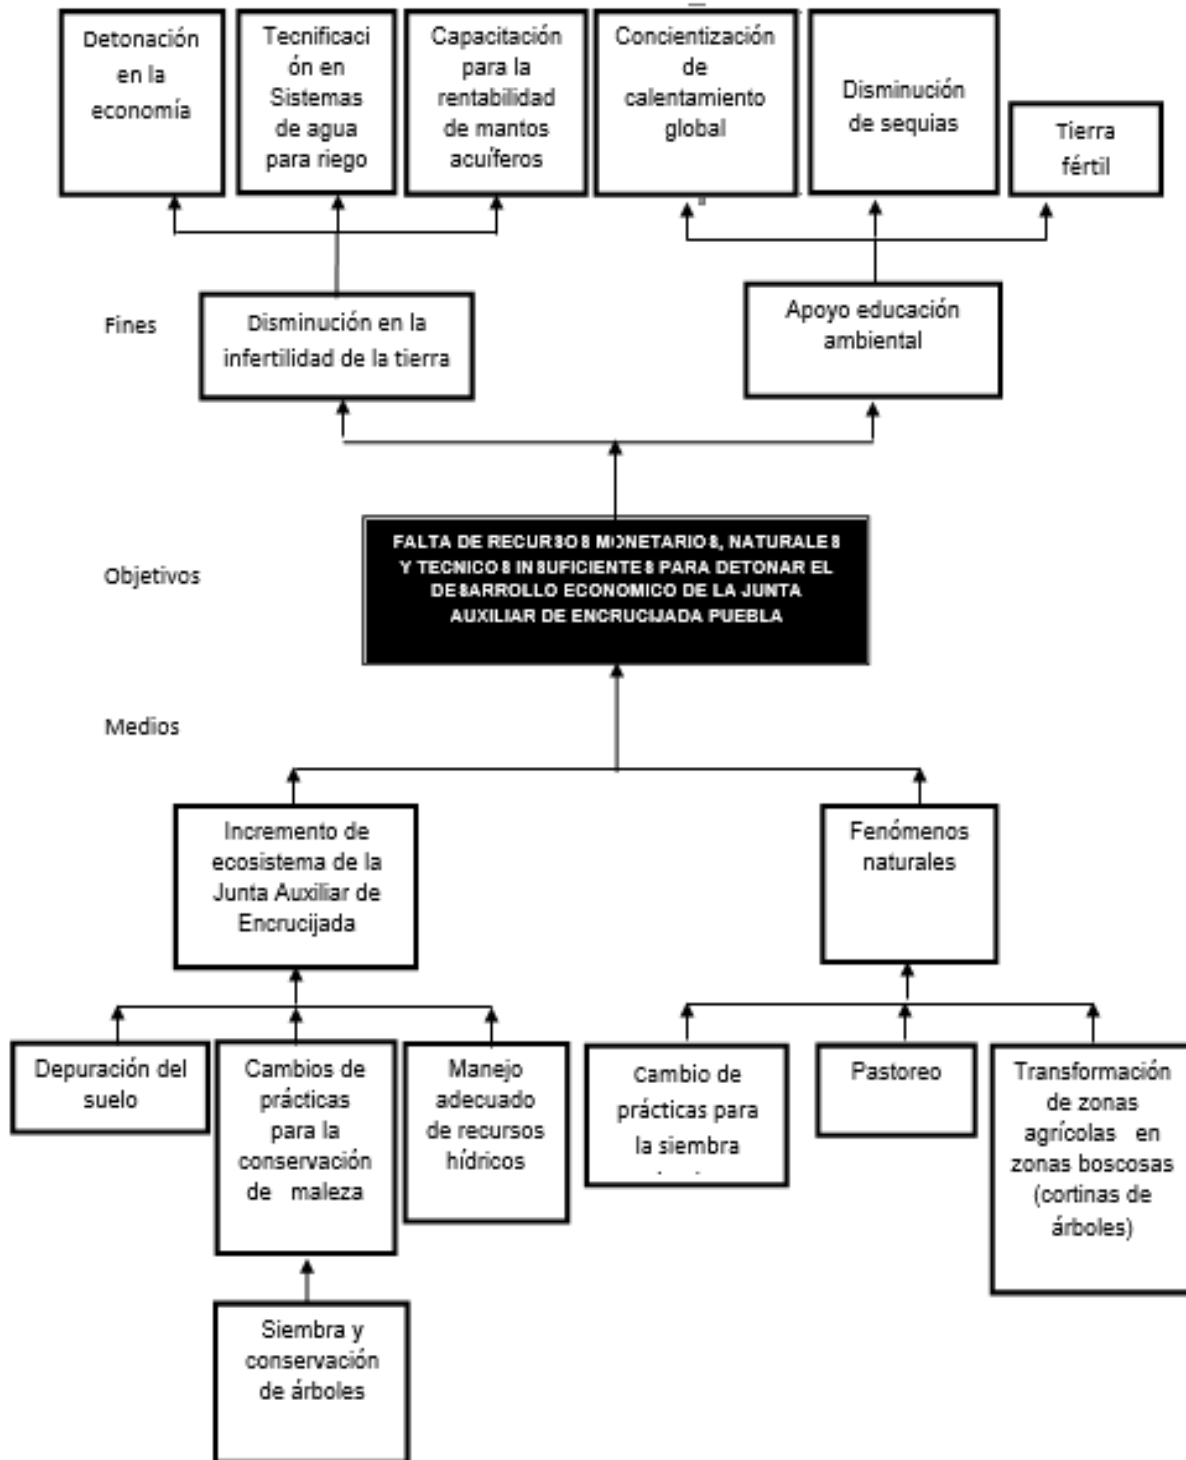 Detonación
en la
economía
Tecnificaci
ón en
Sistemas
de agua
para riego
Capacitación
para la
rentabilidad
de mantos
acuíferos
Concientización
de
calentamiento
global
Disminución
de sequias
Tierra
fértil
Fines
Disminución en la
infertilidad de la tierra
Apoyo educación
ambiental
Objetivos
FALTA DE RECURSOS MONETARIOS, NATURALES
Y TECNICOS INSUFICIENTES PARA DETONAR EL
DESARROLLO ECONOMICO DE LA JUNTA
AUXILIAR DE ENCRUCIJADA PUEBLA
Medios
Incremento de
ecosistema de la
Junta Auxiliar de
Encrucijada
Fenómenos
naturales
Depuración del
suelo
Cambios de
prácticas
para la
conservación
de maleza
Manejo
adecuado
de recursos
hídricos
Cambio de
prácticas para
la siembra
Pastoreo
Transformación
de zonas
agrícolas en
zonas boscosas
(cortinas de
árboles)
Siembra y
conservación
de árboles